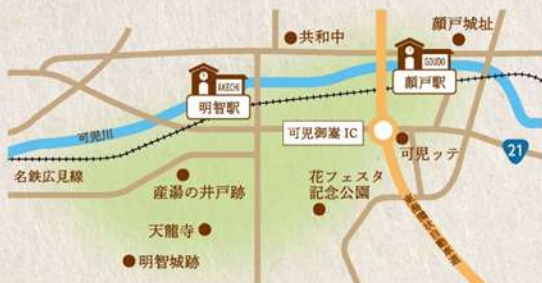 共和中
顔戸城址
AKECHI
明智駅
GOUDO
顔戸駅
可児川
可児御嵩IC
可児ッテ
21
名鉄広見線
産湯の井戸跡
花フェスタ
記念公園
天龍寺
明智城跡
東海環状自動車道